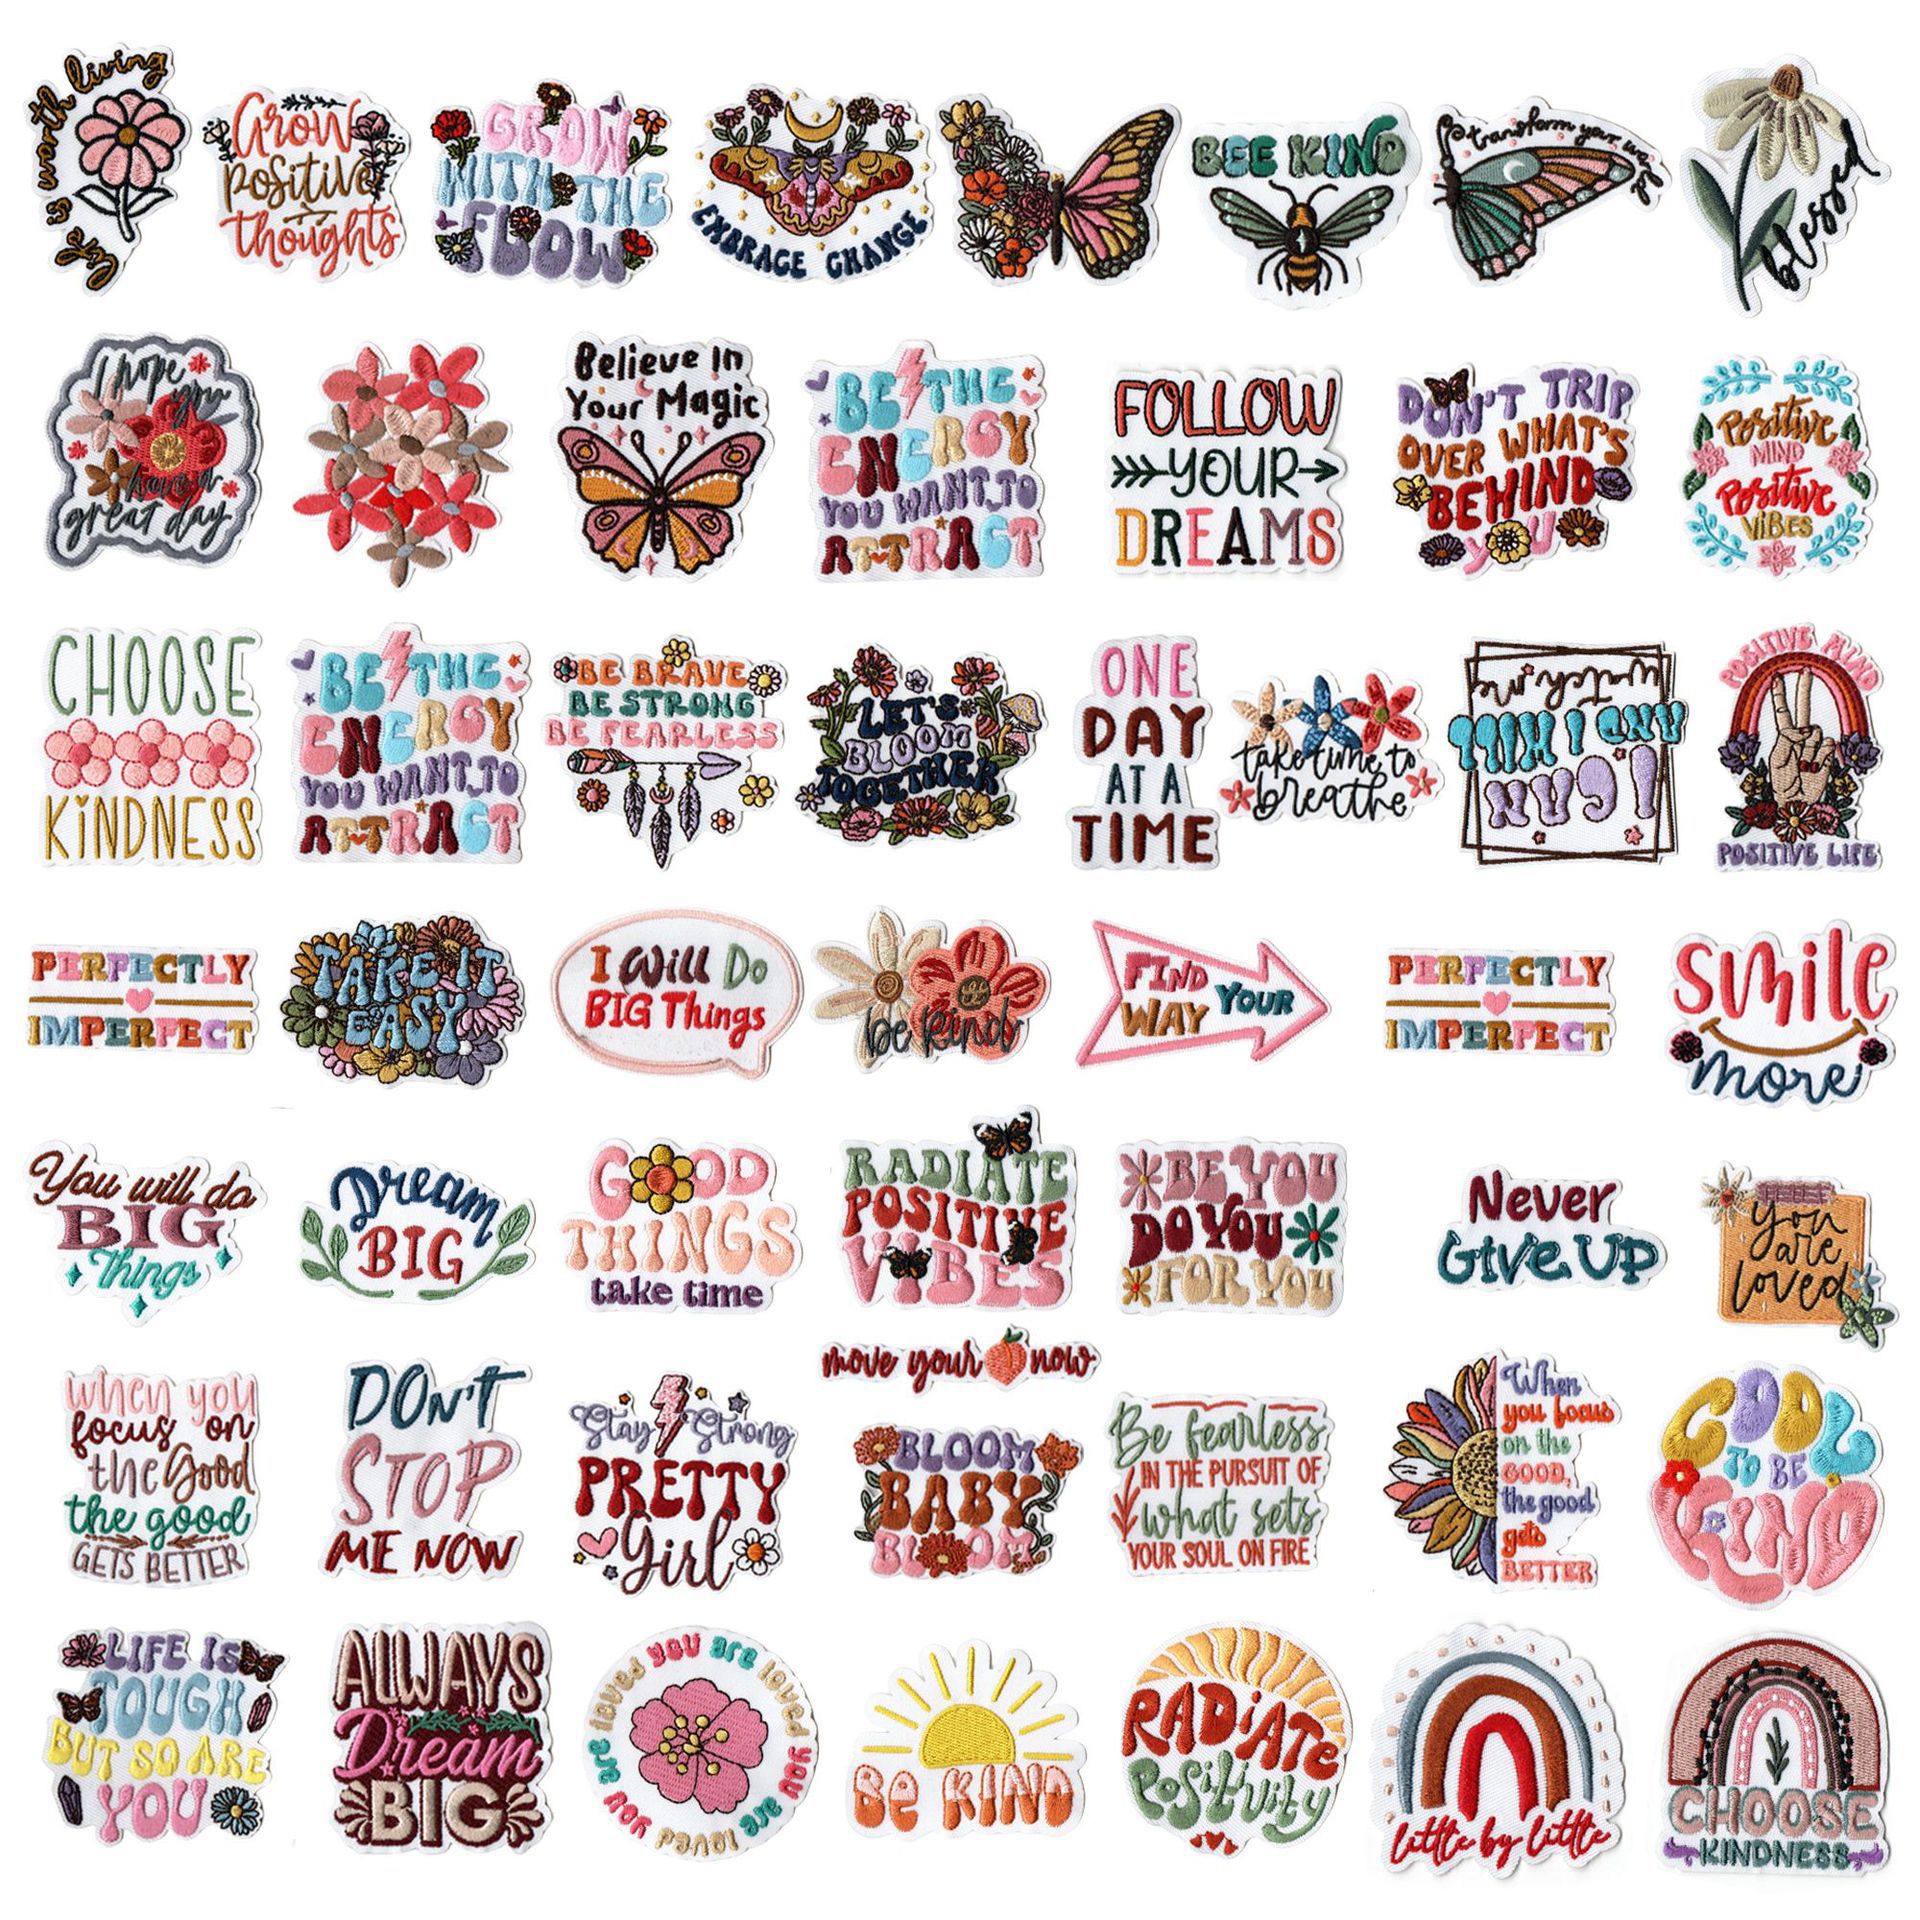 life is worth living
Grow
positive
thoughts
GROW
WITH THE
FLOW
EMBRACE CHANGE
BEE KIND
transform your world
blessed
I hope you
have a
great day
Believe In
Your Magic
BE THE
ENERGY
YOU WANT TO
ATTRACT
FOLLOW
YOUR
DREAMS
DON'T TRIP
OVER WHAT'S
BEHIND
YOU
Positive
MIND
Positive
VIBES
CHOOSE
KINDNESS
BE THE
ENERGY
YOU WANT TO
ATTRACT
BE BRAVE
BE STRONG
BE FEARLESS
LET'S
BLOOM
TOGETHER
ONE
DAY
AT A
TIME
take time to
breathe
I CAN
AND I WILL
watch me
POSITIVE MIND
POSITIVE LIFE
PERFECTLY
IMPERFECT
TAKE IT
EASY
I Will Do
BIG Things
be kind
FIND
YOUR
WAY
PERFECTLY
IMPERFECT
smile
more
You will do
BIG
Things
Dream
BIG
GOOD
THINGS
take time
RADIATE
POSITIVE
VIBES
BE YOU
DO YOU
FOR YOU
Never
GIVE UP
you
are
loved
when you
focus on
the Good
the good
GETS BETTER
DON'T
STOP
ME NOW
Stay Strong
PRETTY
Girl
move your now
BLOOM
BABY
BLOOM
Be fearless
IN THE PURSUIT OF
what sets
YOUR SOUL ON FIRE
When
you focus
on the
GOOD,
the good
gets
BETTER
COOL
TO BE
KIND
LIFE IS
TOUGH
BUT SO ARE
YOU
ALWAYS
Dream
BIG
you are loved you are loved you are loved
BE KIND
RADIATE
Positivity
little by little
CHOOSE
KINDNESS